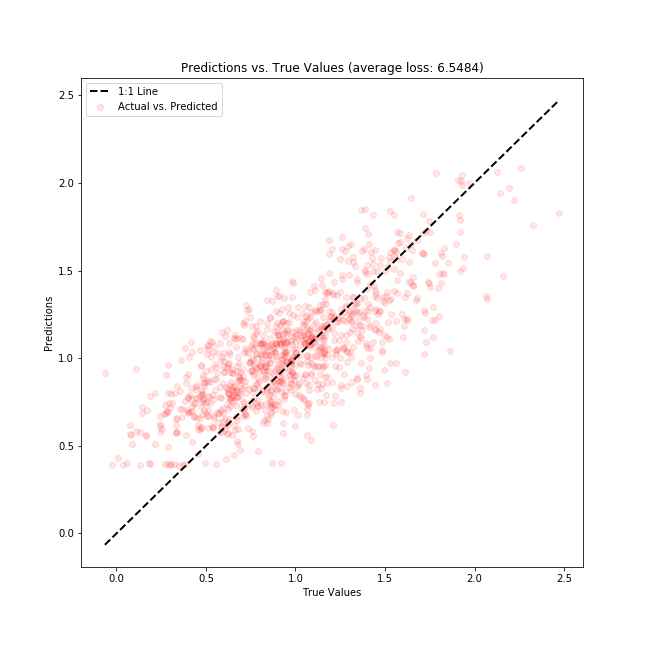 Predictions vs. True Values (average loss: 6.5484)
1:1 Line
Actual vs. Predicted
2.5
2.0
1.5
1.0
0.5
0.0
Predictions
0.0 0.5 1.0 1.5 2.0 2.5
True Values